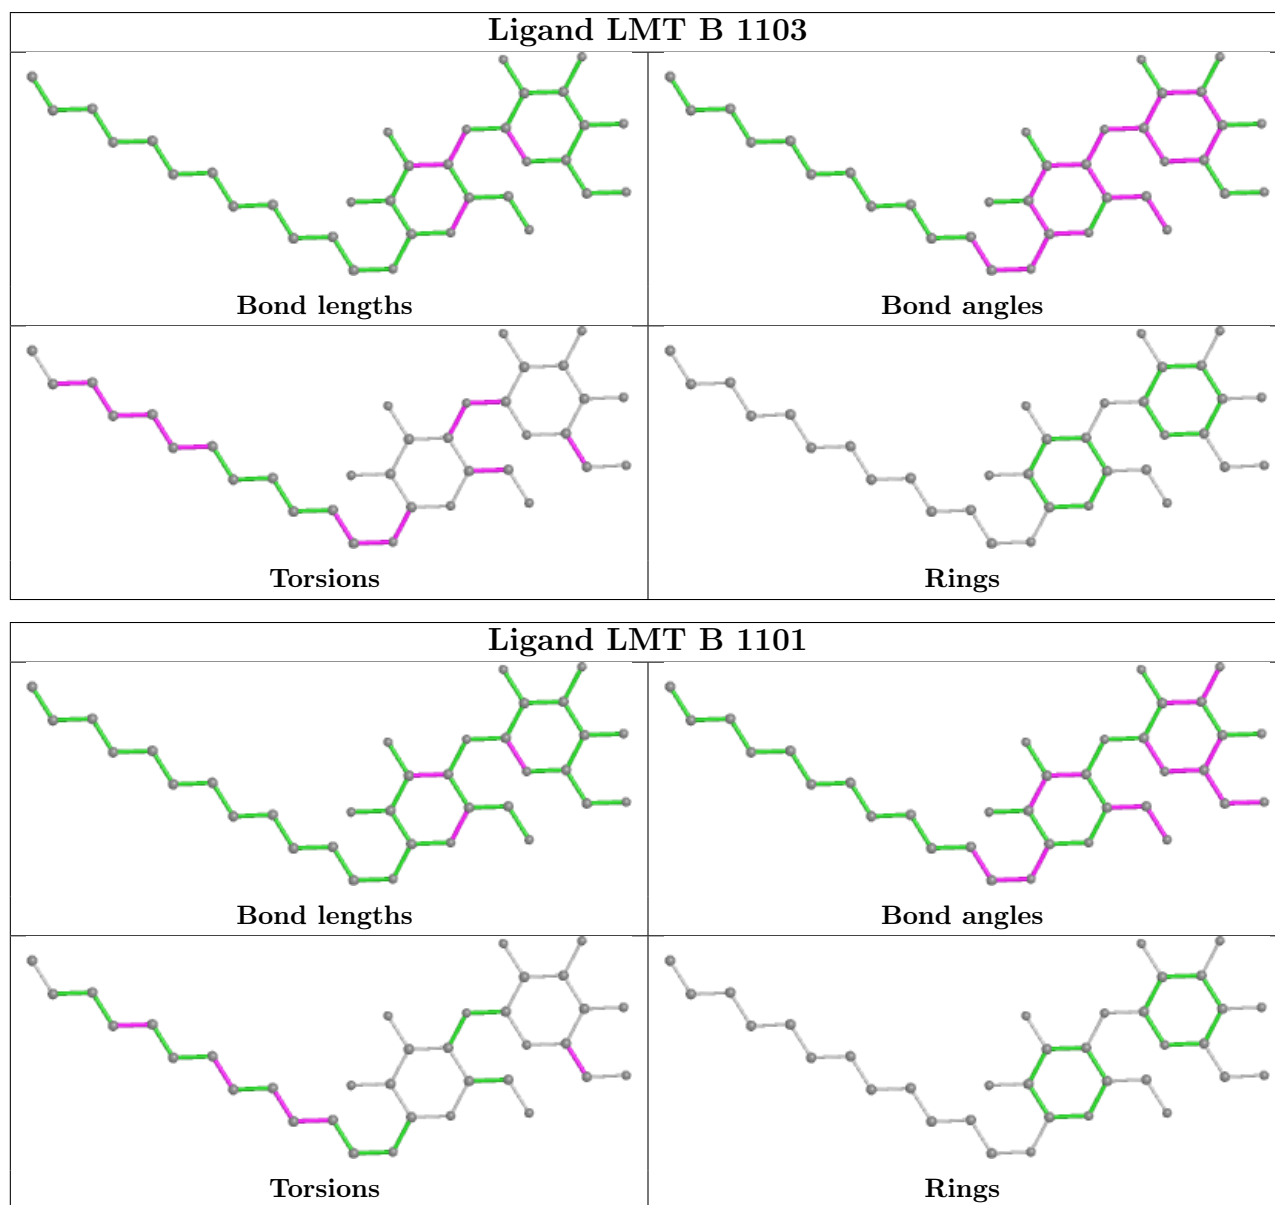 Ligand LMT B 1103
Bond lengths
Bond angles
Torsions
Rings
Ligand LMT B 1101
Bond lengths
Bond angles
Torsions
Rings